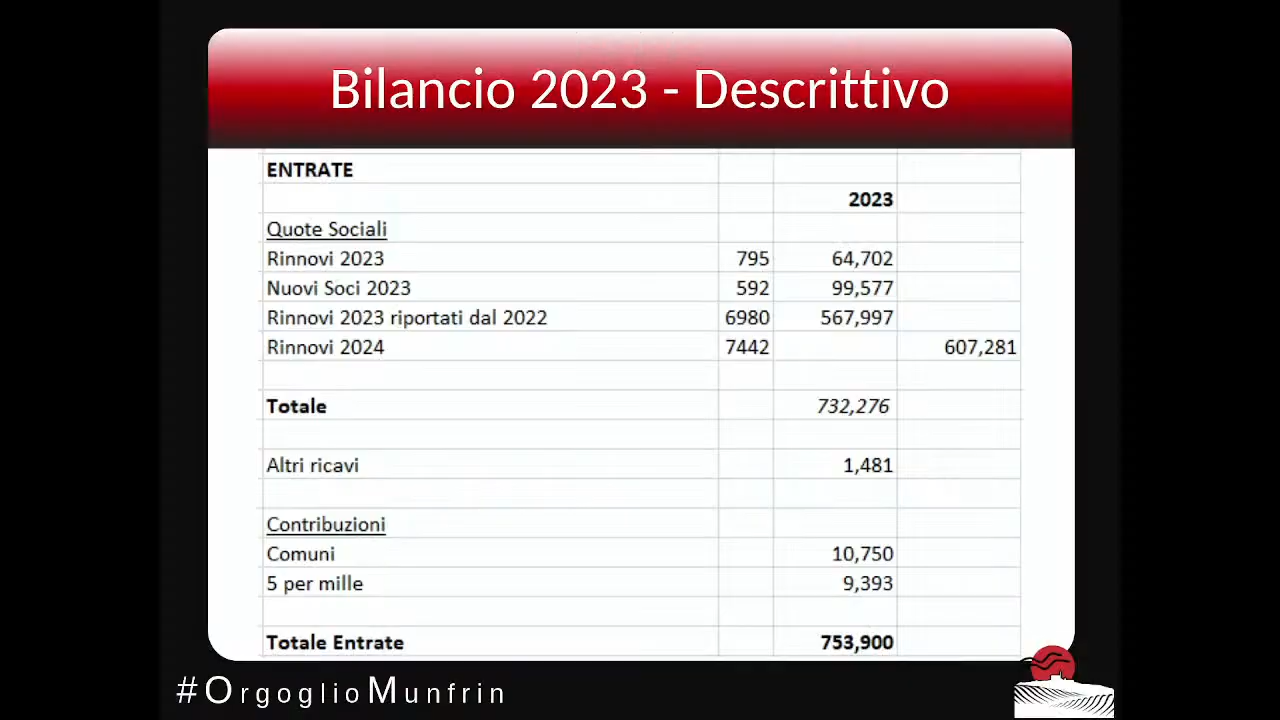 Bilancio 2023 - Descrittivo
ENTRATE
2023
Quote Sociali
Rinnovi 2023 795 64,702
Nuovi Soci 2023 592 99,577
Rinnovi 2023 riportati dal 2022 6980 567,997
Rinnovi 2024 7442 607,281
Totale 732,276
Altri ricavi 1,481
Contribuzioni
Comuni 10,750
5 per mille 9,393
Totale Entrate 753,900
#OrgoglioMunfrin